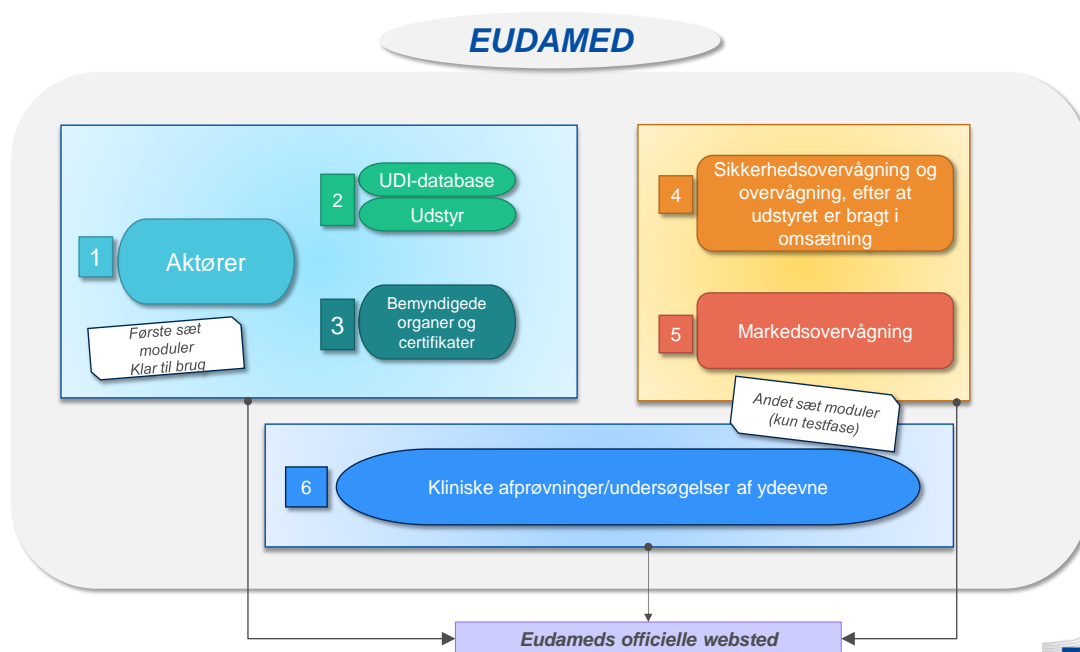 EUDAMED
1
Aktører
Første sæt
moduler
Klar til brug
2
UDI-database
Udstyr
3
Bemyndigede
organer og
certifikater
4
Sikkerhedsovervågning og
overvågning, efter at
udstyret er bragt i
omsætning
5
Markedsovervågning
Andet sæt moduler
(kun testfase)
6
Kliniske afprøvninger/undersøgelser af ydeevne
Eudameds officielle websted